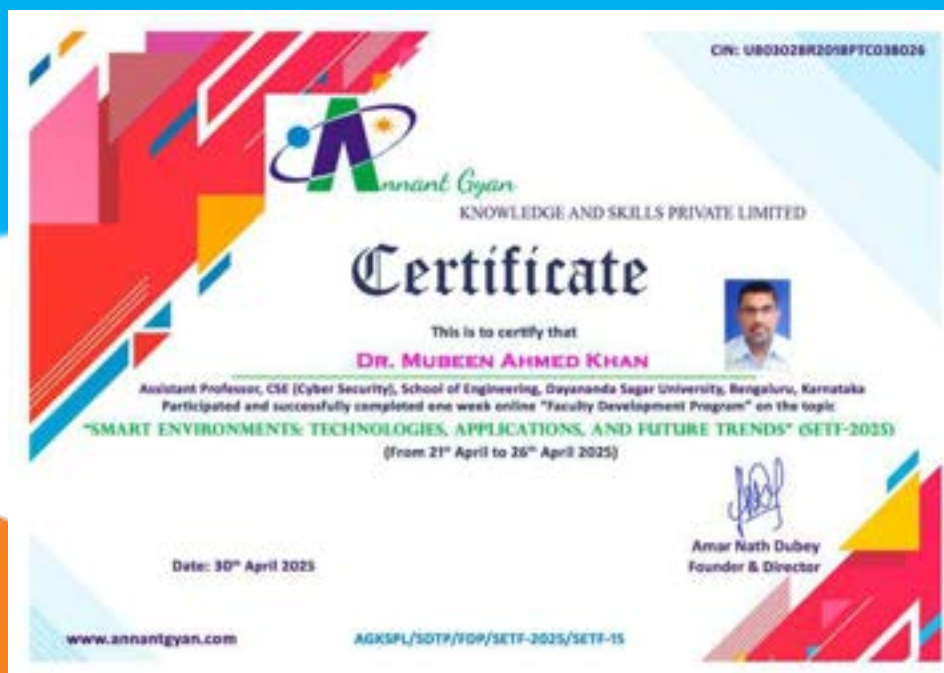 CIN: U80302BR2018PTC038026
Annant Gyan
KNOWLEDGE AND SKILLS PRIVATE LIMITED
Certificate
This is to certify that
DR. MUBEEN AHMED KHAN
Assistant Professor, CSE (Cyber Security), School of Engineering, Dayananda Sagar University, Bengaluru, Karnataka
Participated and successfully completed one week online "Faculty Development Program" on the topic
"SMART ENVIRONMENTS: TECHNOLOGIES, APPLICATIONS, AND FUTURE TRENDS" (SETF-2025)
(From 21st April to 26th April 2025)
Amar Nath Dubey
Founder & Director
Date: 30th April 2025
www.annantgyan.com
AGKSPL/SDTP/FDP/SETF-2025/SETF-15